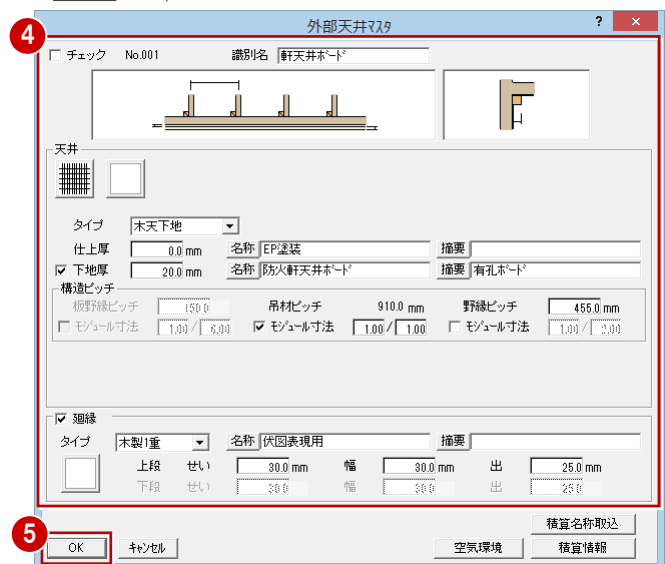 外部天井ﾏｽﾀ ? ×
4
チェック No.001 識別名 軒天井ﾎﾞｰﾄﾞ
天井
タイプ 木天下地
仕上厚 0.0 mm 名称 EP塗装 摘要
下地厚 20.0 mm 名称 防火軒天井ﾎﾞｰﾄﾞ 摘要 有孔ﾎﾞｰﾄﾞ
構造ピッチ
板野縁ピッチ 150.0 吊材ピッチ 910.0 mm 野縁ピッチ 455.0 mm
ﾓｼﾞｭｰﾙ寸法 1.00 / 6.00 ﾓｼﾞｭｰﾙ寸法 1.00 / 1.00 ﾓｼﾞｭｰﾙ寸法 1.00 / 2.00
廻縁
タイプ 木製1重 名称 伏図表現用 摘要
上段 せい 30.0 mm 幅 30.0 mm 出 25.0 mm
下段 せい 30.0 幅 30.0 出 25.0
積算名称取込
5
OK ｷｬﾝｾﾙ 空気環境 積算情報